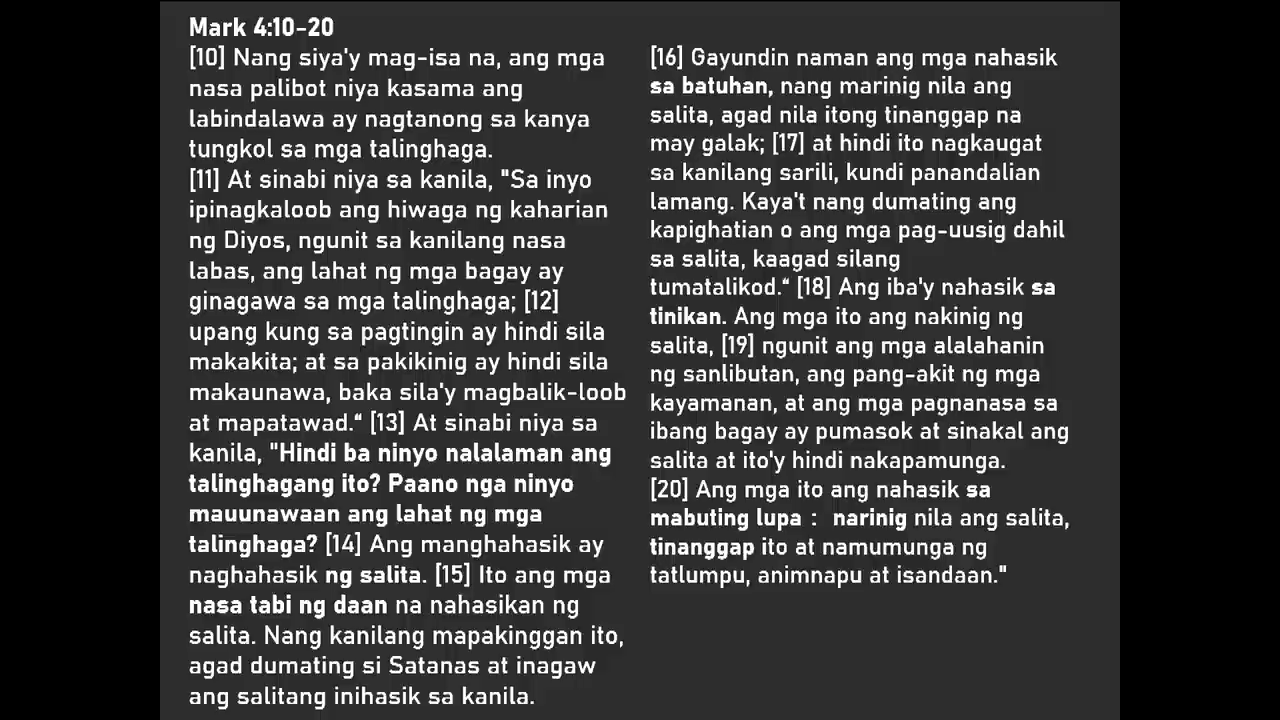 Mark 4:10-20
[10] Nang siya'y mag-isa na, ang mga
nasa palibot niya kasama ang
labindalawa ay nagtanong sa kanya
tungkol sa mga talinghaga.
[11] At sinabi niya sa kanila, "Sa inyo
ipinagkaloob ang hiwaga ng kaharian
ng Diyos, ngunit sa kanilang nasa
labas, ang lahat ng mga bagay ay
ginagawa sa mga talinghaga; [12]
upang kung sa pagtingin ay hindi sila
makakita; at sa pakikinig ay hindi sila
makaunawa, baka sila'y magbalik-loob
at mapatawad.“ [13] At sinabi niya sa
kanila, "Hindi ba ninyo nalalaman ang
talinghagang ito? Paano nga ninyo
mauunawaan ang lahat ng mga
talinghaga? [14] Ang manghahasik ay
naghahasik ng salita. [15] Ito ang mga
nasa tabi ng daan na nahasikan ng
salita. Nang kanilang mapakinggan ito,
agad dumating si Satanas at inagaw
ang salitang inihasik sa kanila.
[16] Gayundin naman ang mga nahasik
sa batuhan, nang marinig nila ang
salita, agad nila itong tinanggap na
may galak; [17] at hindi ito nagkaugat
sa kanilang sarili, kundi panandalian
lamang. Kaya't nang dumating ang
kapighatian o ang mga pag-uusig dahil
sa salita, kaagad silang
tumatalikod.“ [18] Ang iba'y nahasik sa
tinikan. Ang mga ito ang nakinig ng
salita, [19] ngunit ang mga alalahanin
ng sanlibutan, ang pang-akit ng mga
kayamanan, at ang mga pagnanasa sa
ibang bagay ay pumasok at sinakal ang
salita at ito'y hindi nakapamunga.
[20] Ang mga ito ang nahasik sa
mabuting lupa： narinig nila ang salita,
tinanggap ito at namumunga ng
tatlumpu, animnapu at isandaan."